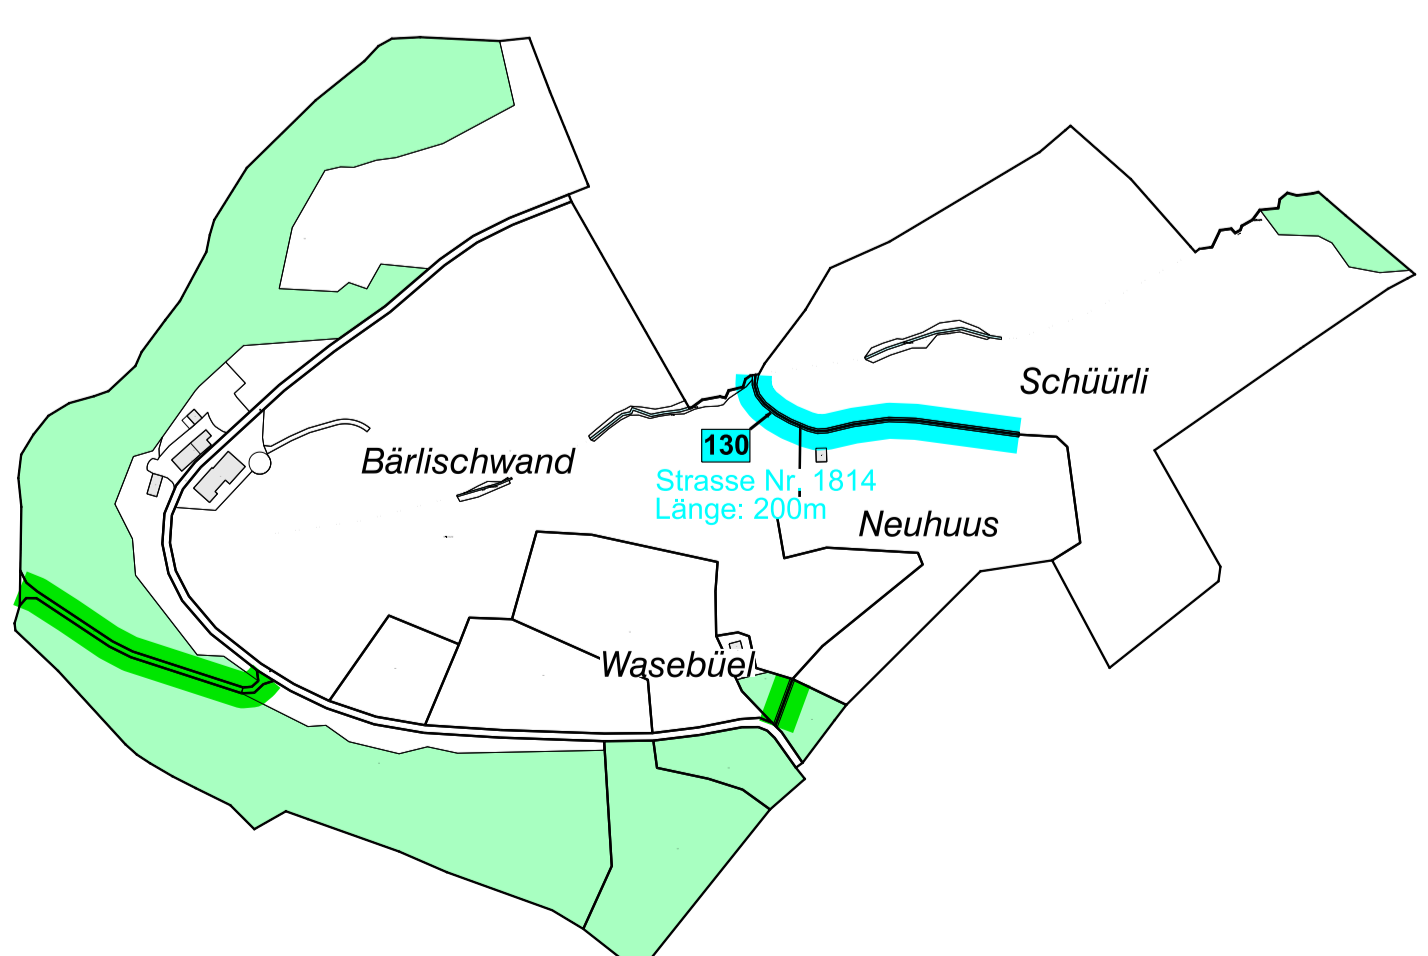 Schüürli
130
Bärlischwand
Strasse Nr. 1814
Länge: 200m
Neuhuus
Wasebüel